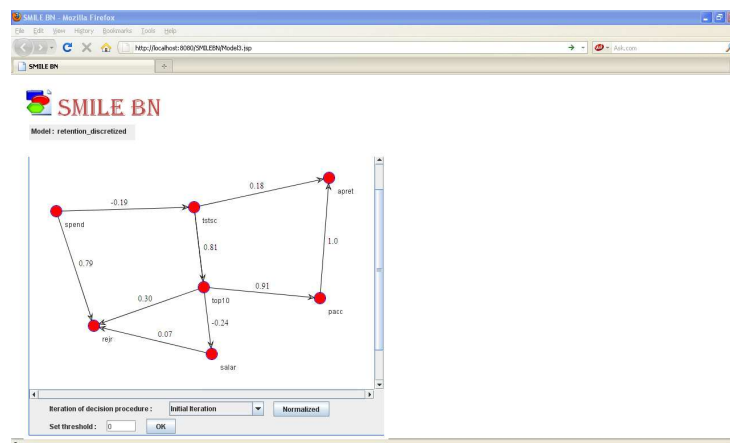 SMILE BN - Mozilla Firefox
File Edit View History Bookmarks Tools Help
http://localhost:8080/SMILEBN/Model3.jsp
Ask.com
SMILE BN
SMILE BN
Model : retention_discretized
0.18
apret
-0.19
tstsc
spend
0.81
1.0
0.79
0.91
0.30
top10
pacc
-0.24
rejr
0.07
salar
Iteration of decision procedure : Initial Iteration Normalized
Set threshold : 0 OK